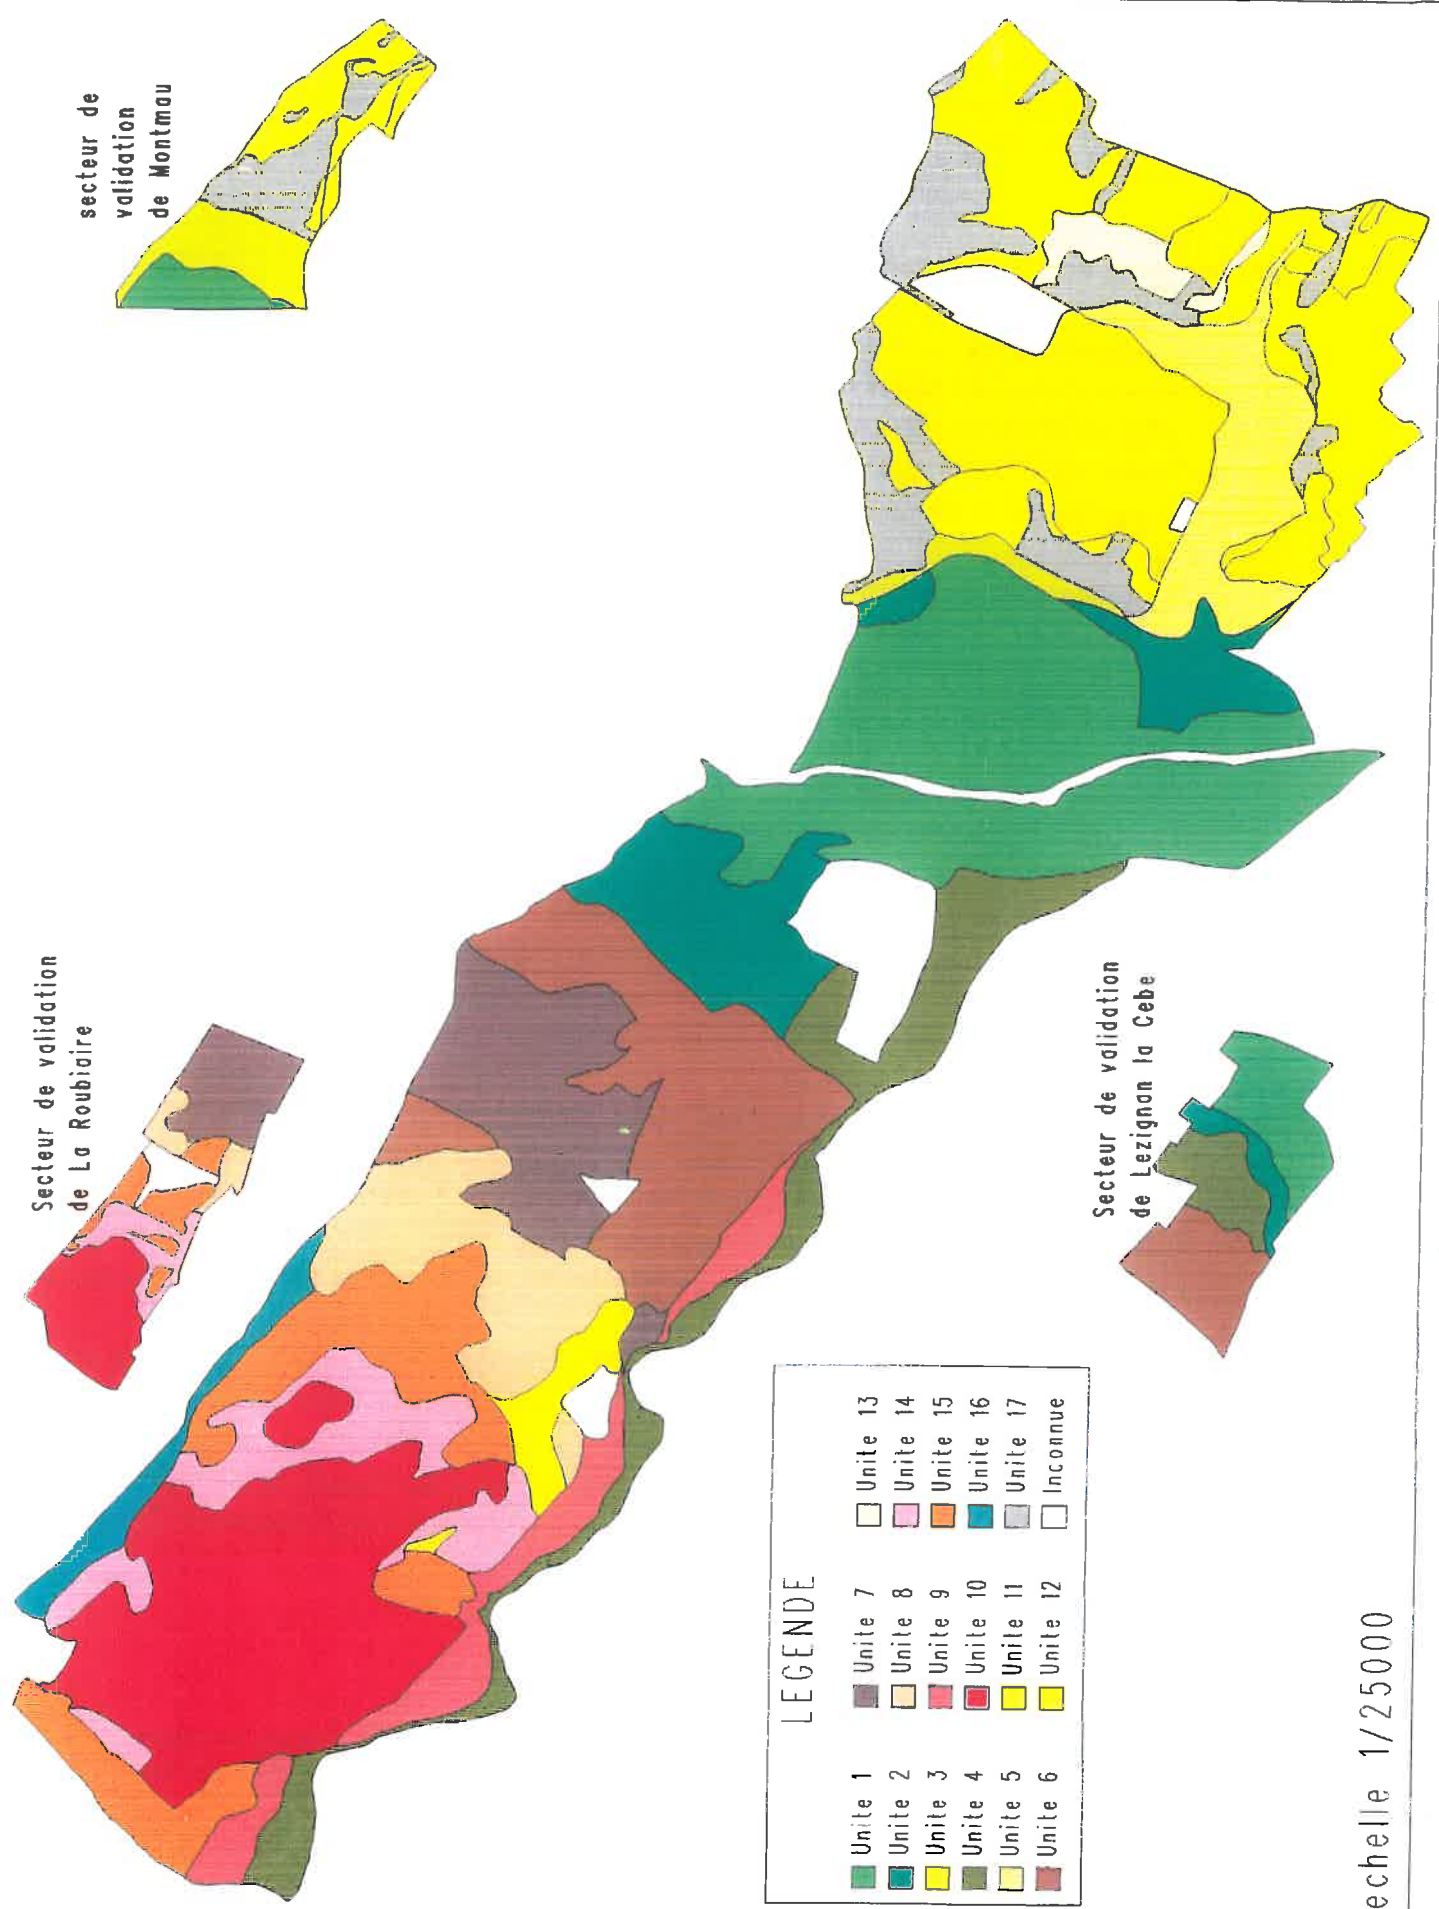 secteur de
validation
de Montmau
Secteur de validation
de La Roubiaire
Secteur de validation
de Lezignan la Cebe
LEGENDE
Unite 1
Unite 2
Unite 3
Unite 4
Unite 5
Unite 6
Unite 7
Unite 8
Unite 9
Unite 10
Unite 11
Unite 12
Unite 13
Unite 14
Unite 15
Unite 16
Unite 17
Inconnue
echelle 1/25000